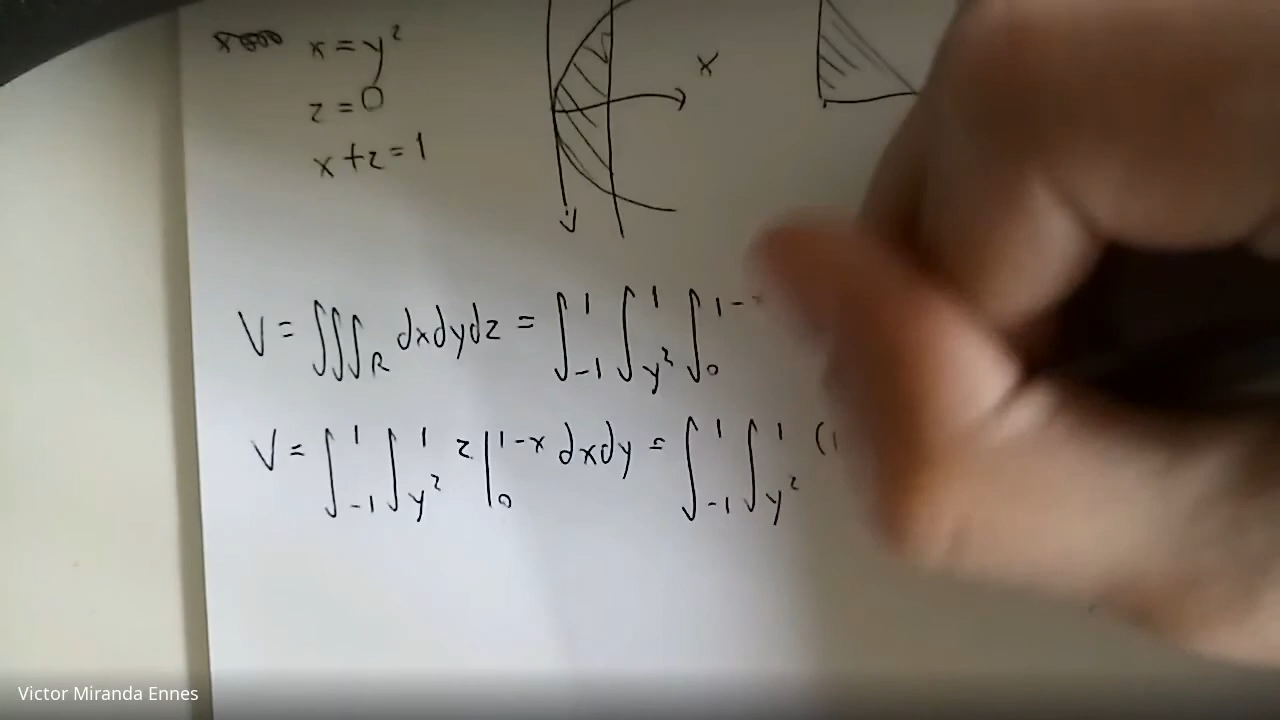 x = y²
z = 0
x + z = 1
x
y
V = ∭_R dxdydz = ∫_{-1}^{1} ∫_{y²}^{1} ∫_0^{1-x}
V = ∫_{-1}^{1} ∫_{y²}^{1} z |_0^{1-x} dxdy = ∫_{-1}^{1} ∫_{y²}^{1} (1
Victor Miranda Ennes